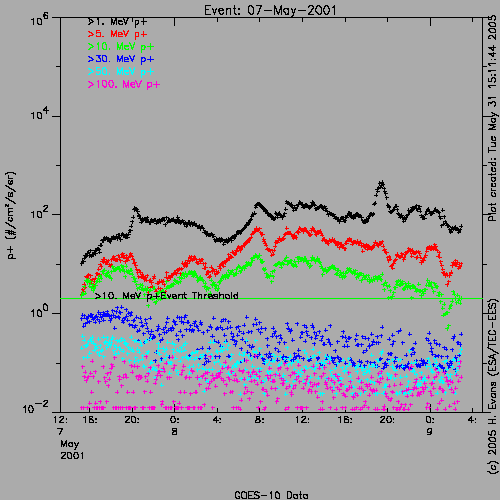 Event: 07-May-2001
>1. MeV p+
>5. MeV p+
>10. MeV p+
>30. MeV p+
>60. MeV p+
>100. MeV p+
10^6
10^4
10^2
10^0
10^-2
p+ (#/cm²/s/sr)
>10. MeV p+Event Threshold
12: 16: 20: 0: 4: 8: 12: 16: 20: 0: 4:
7 8 9
May
2001
GOES-10 Data
Plot created: Tue May 31 15:11:44 2005
(c) 2005 H. Evans (ESA/TEC-EES)